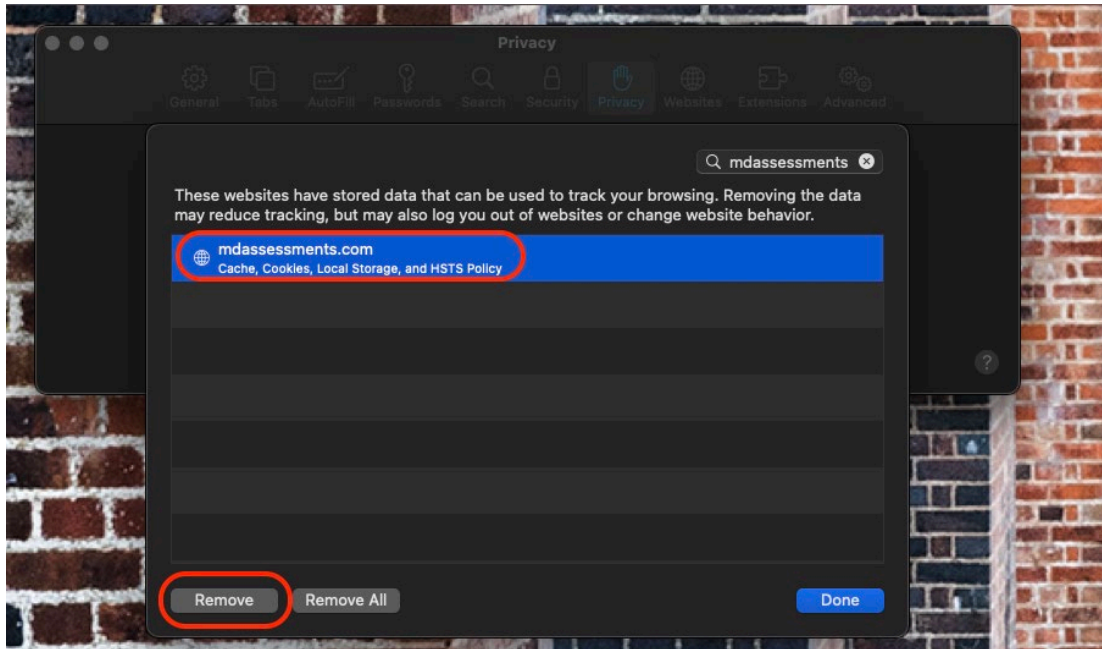 Privacy
General Tabs AutoFill Passwords Search Security Privacy Websites Extensions Advanced
mdassessments
These websites have stored data that can be used to track your browsing. Removing the data
may reduce tracking, but may also log you out of websites or change website behavior.
mdassessments.com
Cache, Cookies, Local Storage, and HSTS Policy
?
Remove Remove All Done